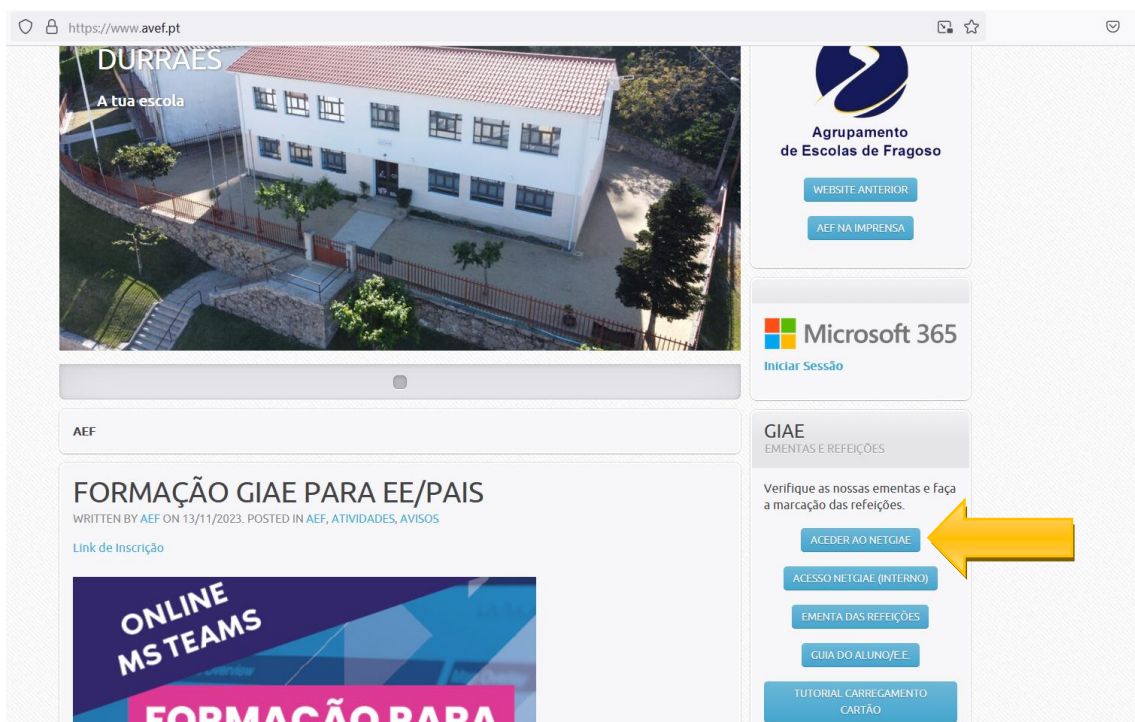 https://www.avef.pt
DURRÃES
A tua escola
Agrupamento
de Escolas de Fragoso
WEBSITE ANTERIOR
AEF NA IMPRENSA
Microsoft 365
Iniciar Sessão
AEF
FORMAÇÃO GIAE PARA EE/PAIS
WRITTEN BY AEF ON 13/11/2023. POSTED IN AEF, ATIVIDADES, AVISOS
Link de Inscrição
ONLINE
MS TEAMS
FORMAÇÃO PARA
GIAE
EMENTAS E REFEIÇÕES
Verifique as nossas ementas e faça
a marcação das refeições.
ACEDER AO NETGIAE
ACESSO NETGIAE (INTERNO)
EMENTA DAS REFEIÇÕES
GUIA DO ALUNO/E.E.
TUTORIAL CARREGAMENTO
CARTÃO